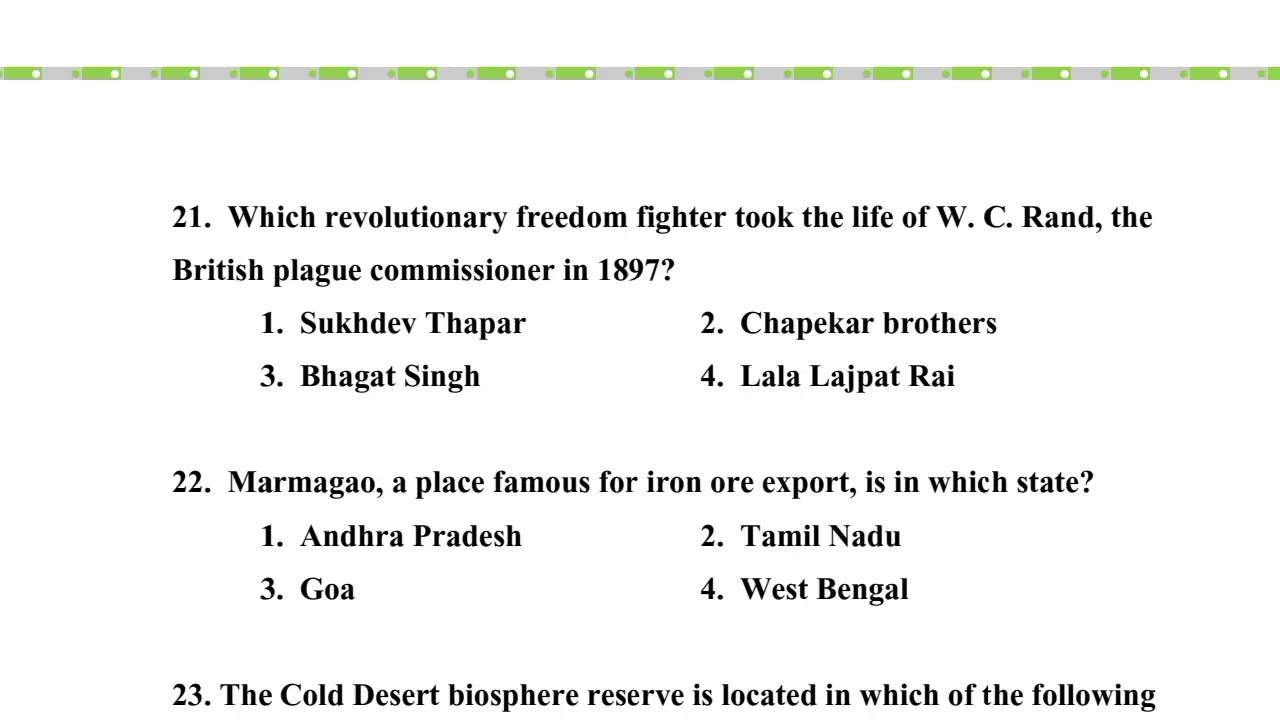 21. Which revolutionary freedom fighter took the life of W. C. Rand, the
British plague commissioner in 1897?
1. Sukhdev Thapar 2. Chapekar brothers
3. Bhagat Singh 4. Lala Lajpat Rai
22. Marmagao, a place famous for iron ore export, is in which state?
1. Andhra Pradesh 2. Tamil Nadu
3. Goa 4. West Bengal
23. The Cold Desert biosphere reserve is located in which of the following